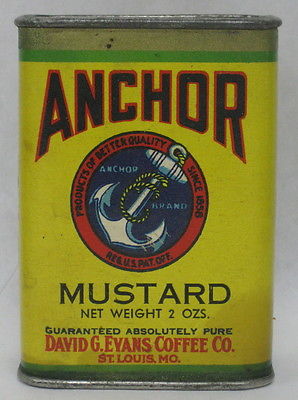 ANCHOR
PRODUCTS OF BETTER QUALITY SINCE 1856
ANCHOR
BRAND
REG. U.S. PAT. OFF.
MUSTARD
NET WEIGHT 2 OZS.
GUARANTEED ABSOLUTELY PURE
DAVID G. EVANS COFFEE CO.
ST. LOUIS, MO.